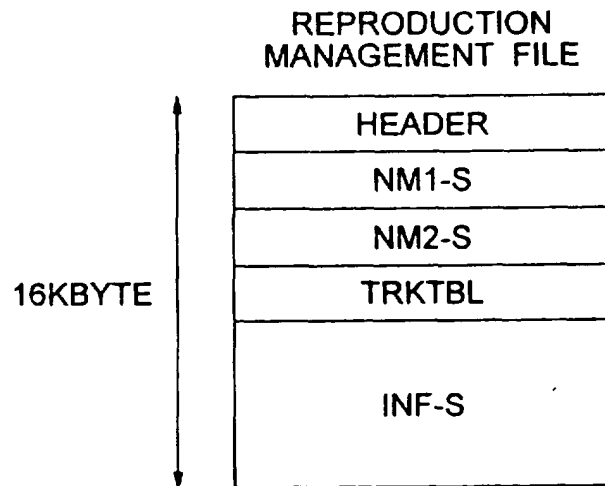 REPRODUCTION
MANAGEMENT FILE
HEADER
NM1-S
NM2-S
16KBYTE
TRKTBL
INF-S